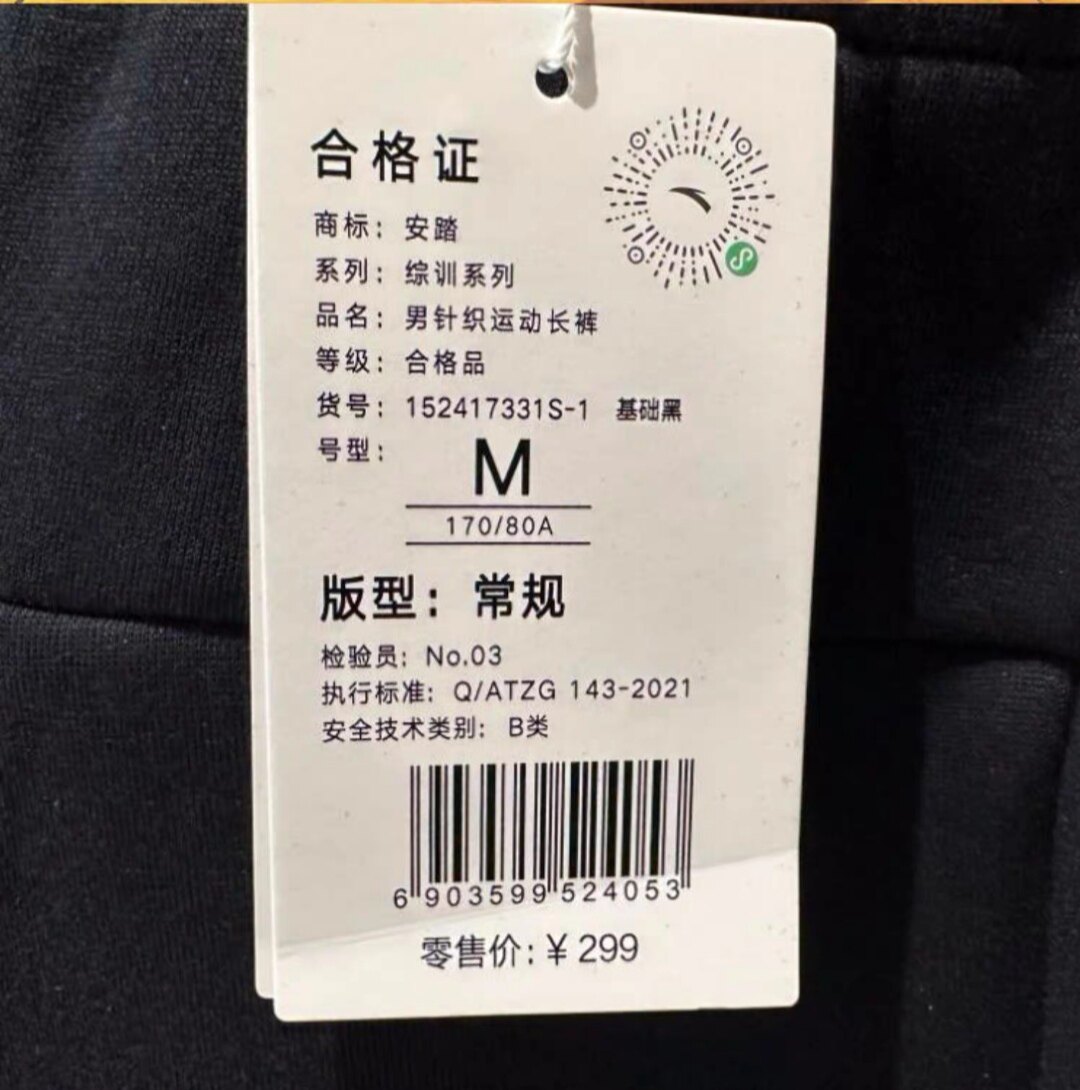 合格证
商标：安踏
系列：综训系列
品名：男针织运动长裤
等级：合格品
货号：152417331S-1 基础黑
号型：
M
170/80A
版型：常规
检验员：No.03
执行标准：Q/ATZG 143-2021
安全技术类别：B类
6 903599 524053
零售价：¥299